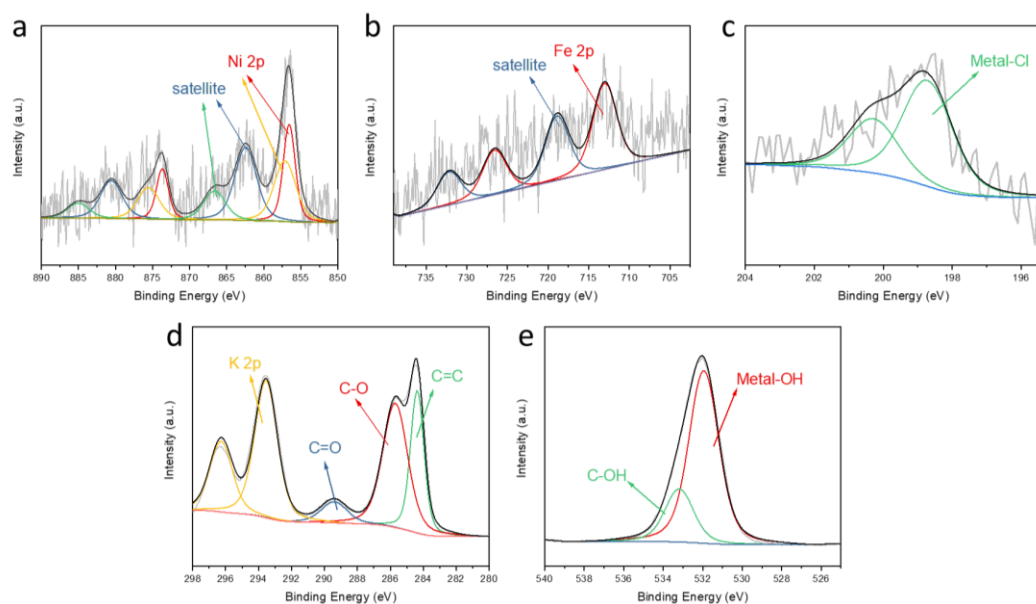 a
Ni 2p
satellite
Intensity (a.u.)
890 885 880 875 870 865 860 855 850
Binding Energy (eV)
b
Fe 2p
satellite
Intensity (a.u.)
735 730 725 720 715 710 705
Binding Energy (eV)
c
Metal-Cl
Intensity (a.u.)
204 202 200 198 196
Binding Energy (eV)
d
K 2p
C-O
C=C
C=O
Intensity (a.u.)
298 296 294 292 290 288 286 284 282 280
Binding Energy (eV)
e
Metal-OH
C-OH
Intensity (a.u.)
540 538 536 534 532 530 528 526
Binding Energy (eV)